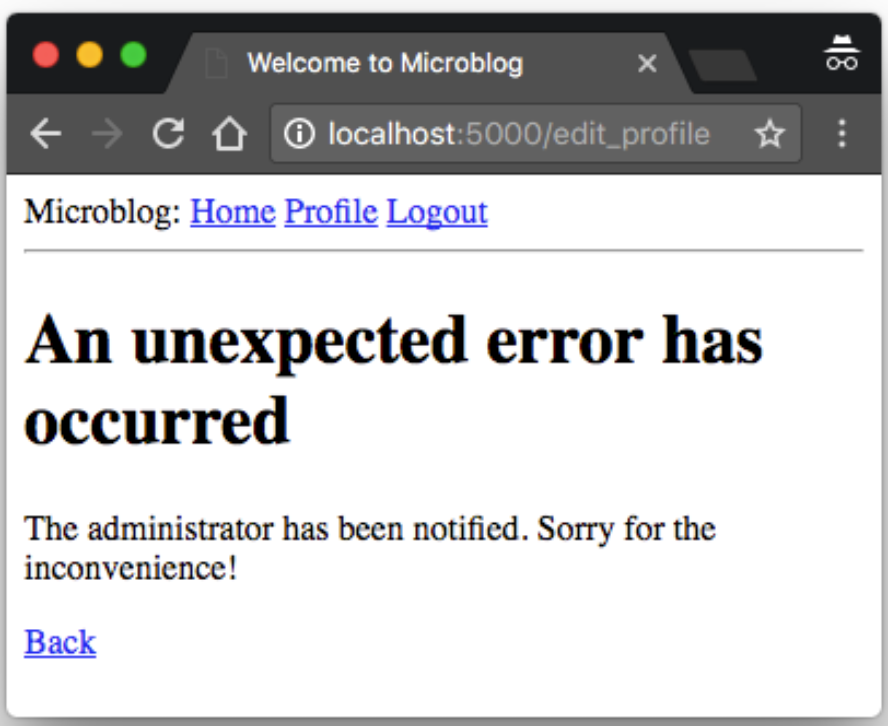 Welcome to Microblog
localhost:5000/edit_profile
Microblog: Home Profile Logout
An unexpected error has
occurred
The administrator has been notified. Sorry for the
inconvenience!
Back